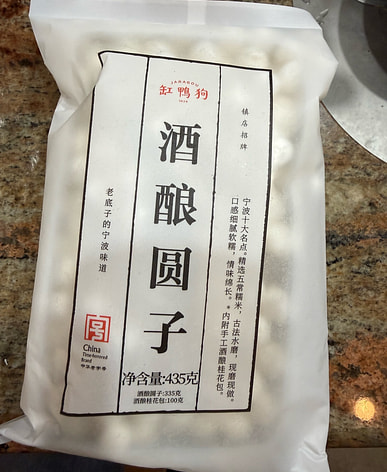 JARAROU
缸鸭狗
1926
镇店招牌
酒酿圆子
宁波十大名点。精选五常糯米，古法水磨，现磨现做。
口感细腻软糯，情味绵长。*内附手工酒酿桂花包。
老底子的宁波味道
China
Time-honored
Brand
中华老字号
净含量:435克
酒酿圆子:335克
酒酿桂花包:100克